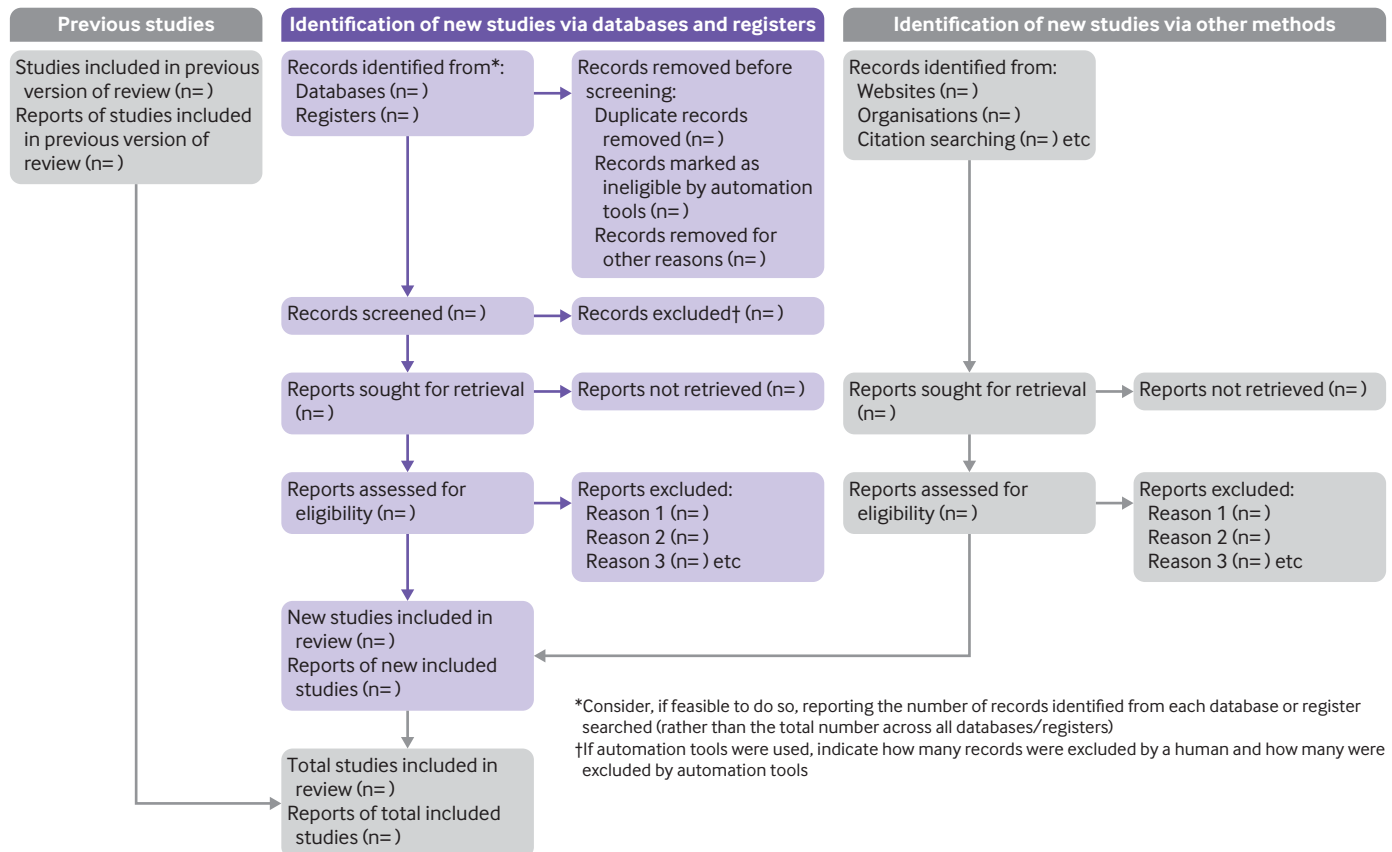 Previous studies
Identification of new studies via databases and registers
Identification of new studies via other methods
Studies included in previous
version of review (n= )
Reports of studies included
in previous version of
review (n= )
Records identified from*:
Databases (n= )
Registers (n= )
Records removed before
screening:
Duplicate records
removed (n= )
Records marked as
ineligible by automation
tools (n= )
Records removed for
other reasons (n= )
Records identified from:
Websites (n= )
Organisations (n= )
Citation searching (n= ) etc
Records screened (n= )
Records excluded† (n= )
Reports sought for retrieval
(n= )
Reports not retrieved (n= )
Reports sought for retrieval
(n= )
Reports not retrieved (n= )
Reports assessed for
eligibility (n= )
Reports excluded:
Reason 1 (n= )
Reason 2 (n= )
Reason 3 (n= ) etc
Reports assessed for
eligibility (n= )
Reports excluded:
Reason 1 (n= )
Reason 2 (n= )
Reason 3 (n= ) etc
New studies included in
review (n= )
Reports of new included
studies (n= )
*Consider, if feasible to do so, reporting the number of records identified from each database or register
searched (rather than the total number across all databases/registers)
†If automation tools were used, indicate how many records were excluded by a human and how many were
excluded by automation tools
Total studies included in
review (n= )
Reports of total included
studies (n= )